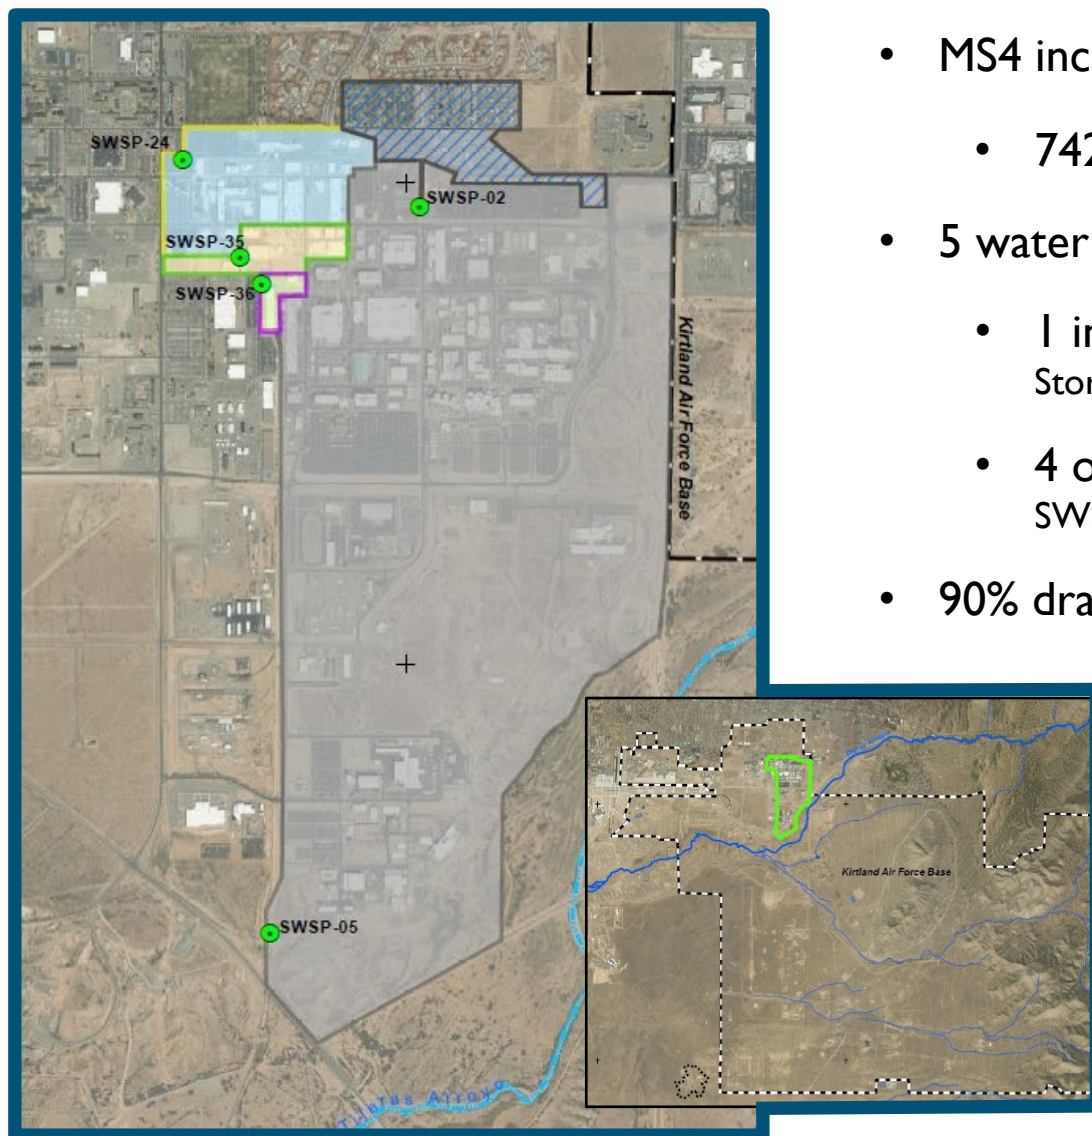 SWSP-24
SWSP-02
SWSP-35
SWSP-36
Kirtland Air Force Base
SWSP-05
Tijeras Arroyo
Kirtland Air Force Base
• MS4 inc
• 742
• 5 water
• 1 in
Stor
• 4 o
SW
• 90% dra